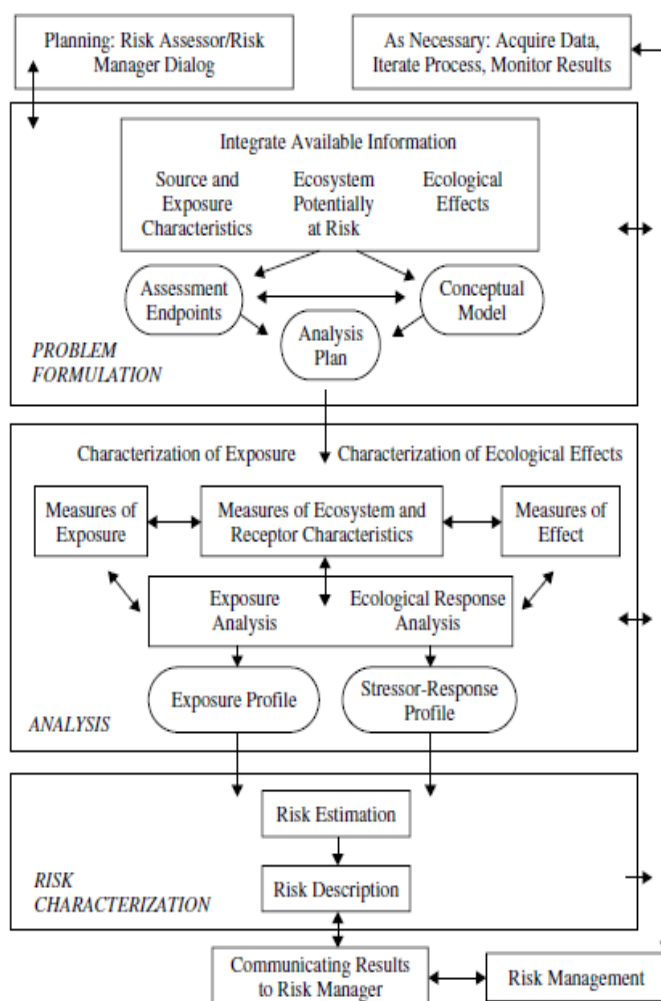 Planning: Risk Assessor/Risk
Manager Dialog
As Necessary: Acquire Data,
Iterate Process, Monitor Results
Integrate Available Information
Source and
Exposure
Characteristics
Ecosystem
Potentially
at Risk
Ecological
Effects
Assessment
Endpoints
Conceptual
Model
Analysis
Plan
PROBLEM
FORMULATION
Characterization of Exposure
Characterization of Ecological Effects
Measures of
Exposure
Measures of Ecosystem and
Receptor Characteristics
Measures of
Effect
Exposure
Analysis
Ecological Response
Analysis
Exposure Profile
Stressor-Response
Profile
ANALYSIS
Risk Estimation
Risk Description
RISK
CHARACTERIZATION
Communicating Results
to Risk Manager
Risk Management